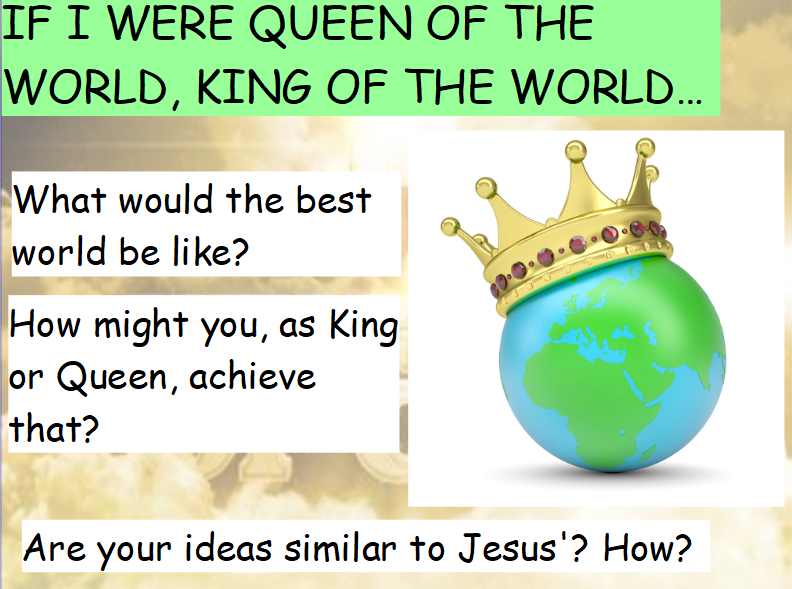 IF I WERE QUEEN OF THE
WORLD, KING OF THE WORLD...
What would the best
world be like?
How might you, as King
or Queen, achieve
that?
Are your ideas similar to Jesus'? How?